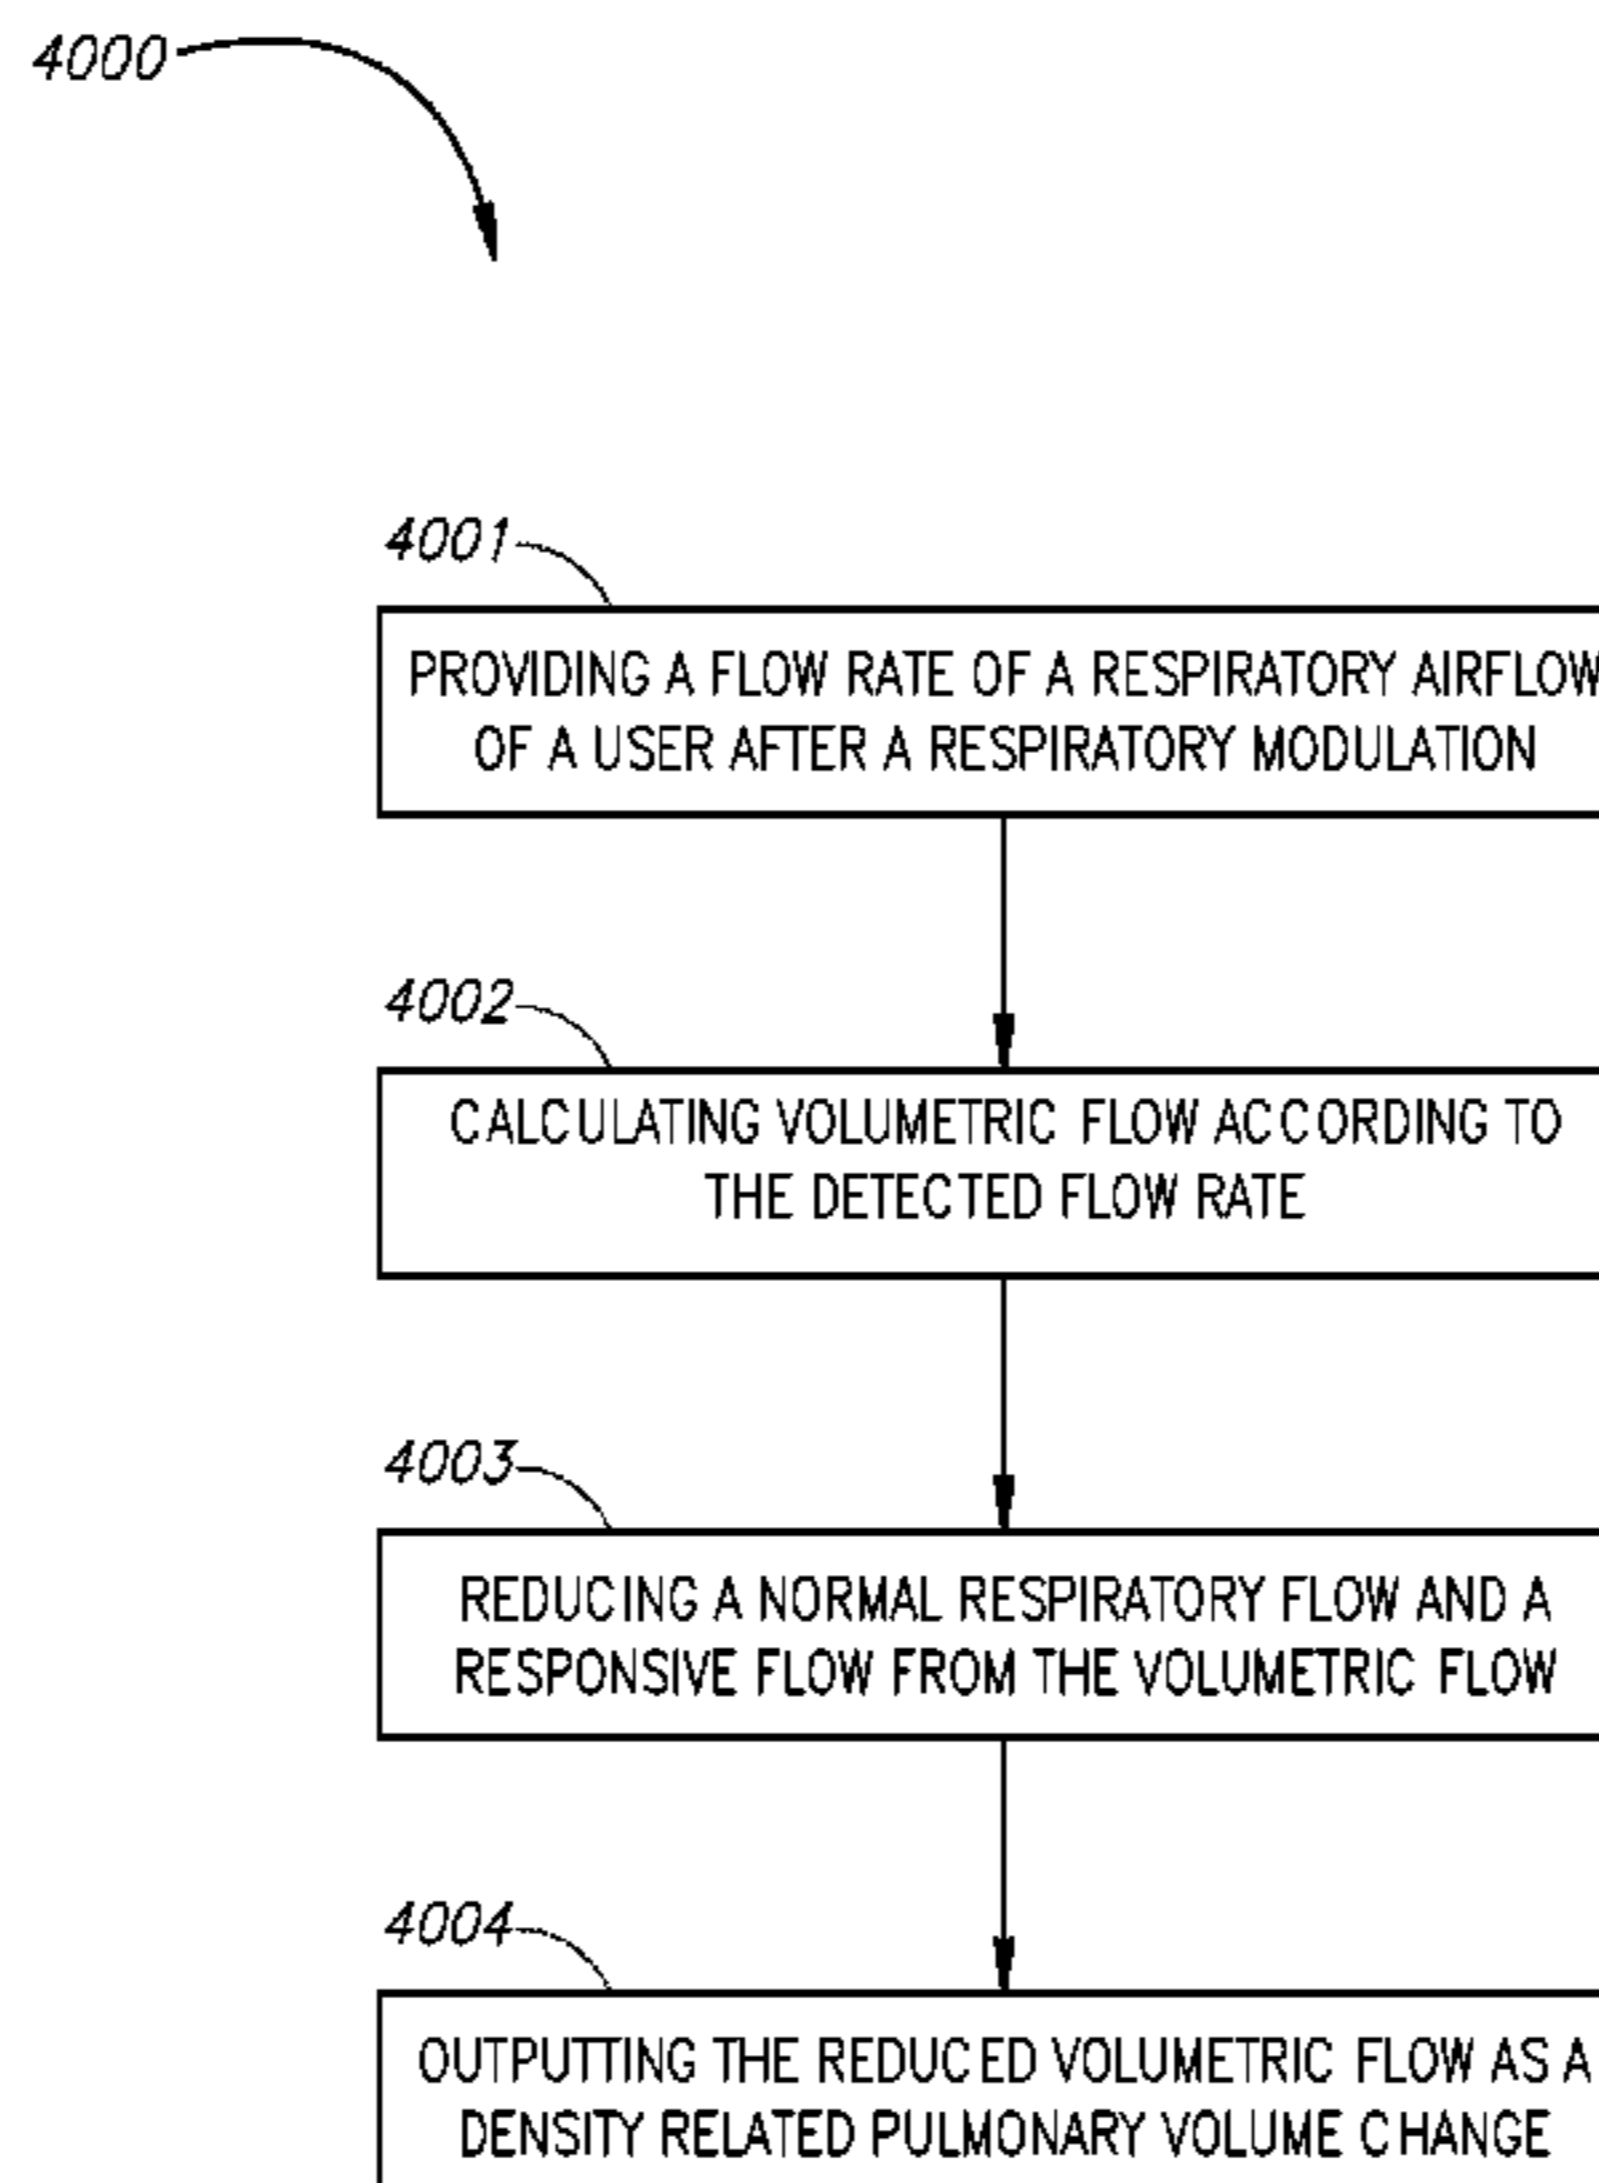 4000
4001
PROVIDING A FLOW RATE OF A RESPIRATORY AIRFLOW
OF A USER AFTER A RESPIRATORY MODULATION
4002
CALCULATING VOLUMETRIC FLOW ACCORDING TO
THE DETECTED FLOW RATE
4003
REDUCING A NORMAL RESPIRATORY FLOW AND A
RESPONSIVE FLOW FROM THE VOLUMETRIC FLOW
4004
OUTPUTTING THE REDUCED VOLUMETRIC FLOW AS A
DENSITY RELATED PULMONARY VOLUME CHANGE